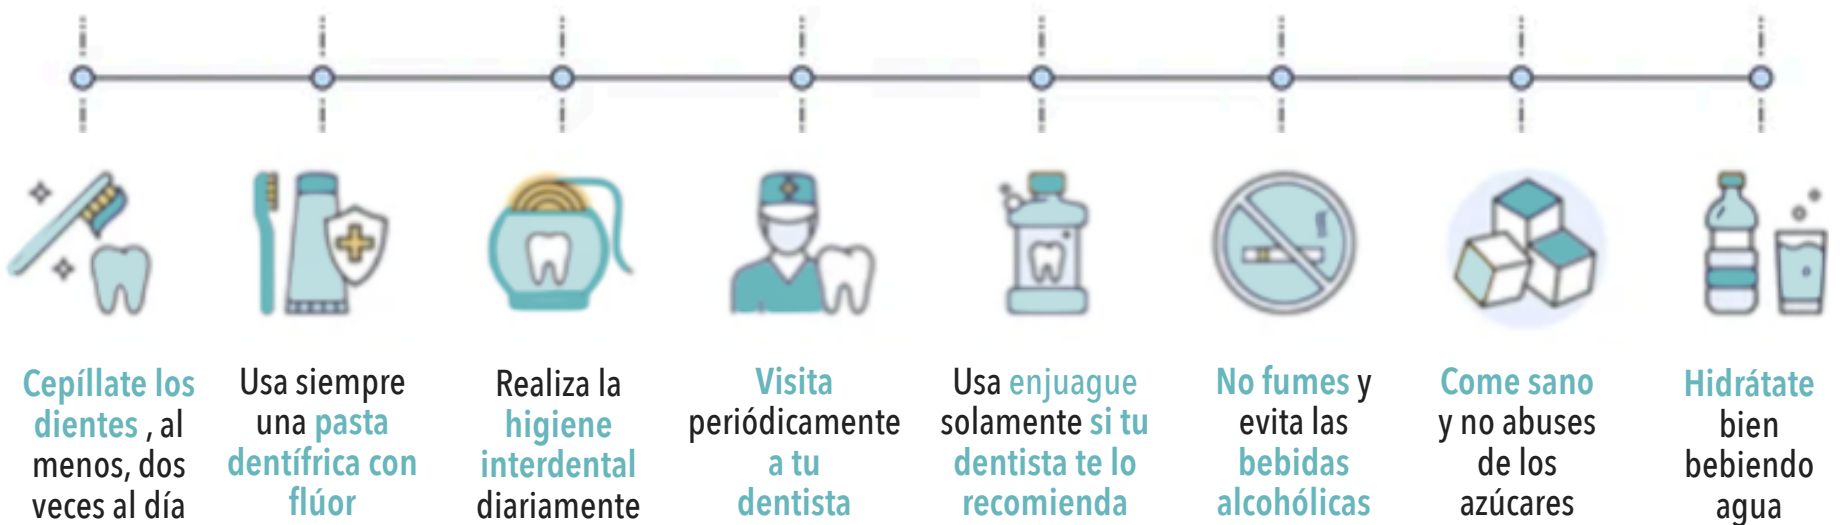 Cepíllate los
dientes , al
menos, dos
veces al día
Usa siempre
una pasta
dentífrica con
flúor
Realiza la
higiene
interdental
diariamente
Visita
periódicamente
a tu
dentista
Usa enjuague
solamente si tu
dentista te lo
recomienda
No fumes y
evita las
bebidas
alcohólicas
Come sano
y no abuses
de los
azúcares
Hidrátate
bien
bebiendo
agua